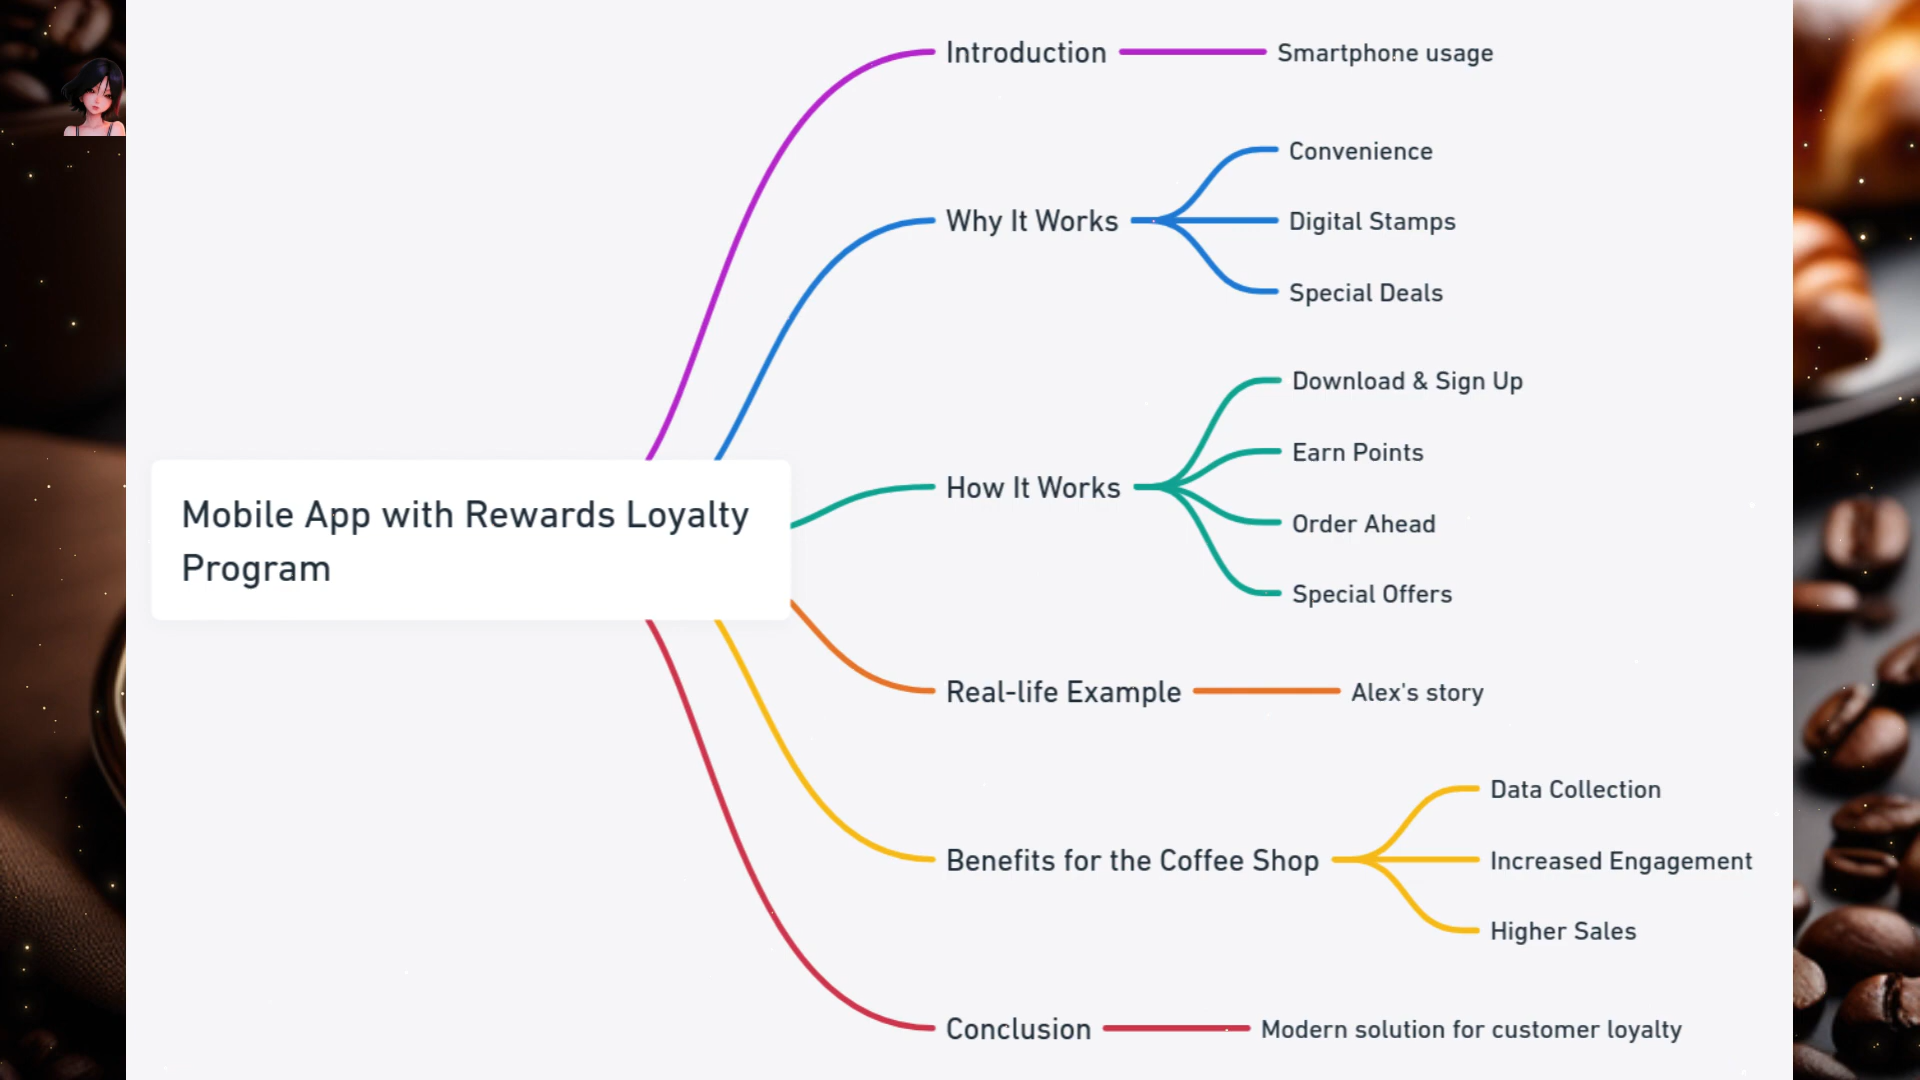 Introduction
Smartphone usage
Why It Works
Convenience
Digital Stamps
Special Deals
Mobile App with Rewards Loyalty
Program
How It Works
Download & Sign Up
Earn Points
Order Ahead
Special Offers
Real-life Example
Alex's story
Benefits for the Coffee Shop
Data Collection
Increased Engagement
Higher Sales
Conclusion
Modern solution for customer loyalty